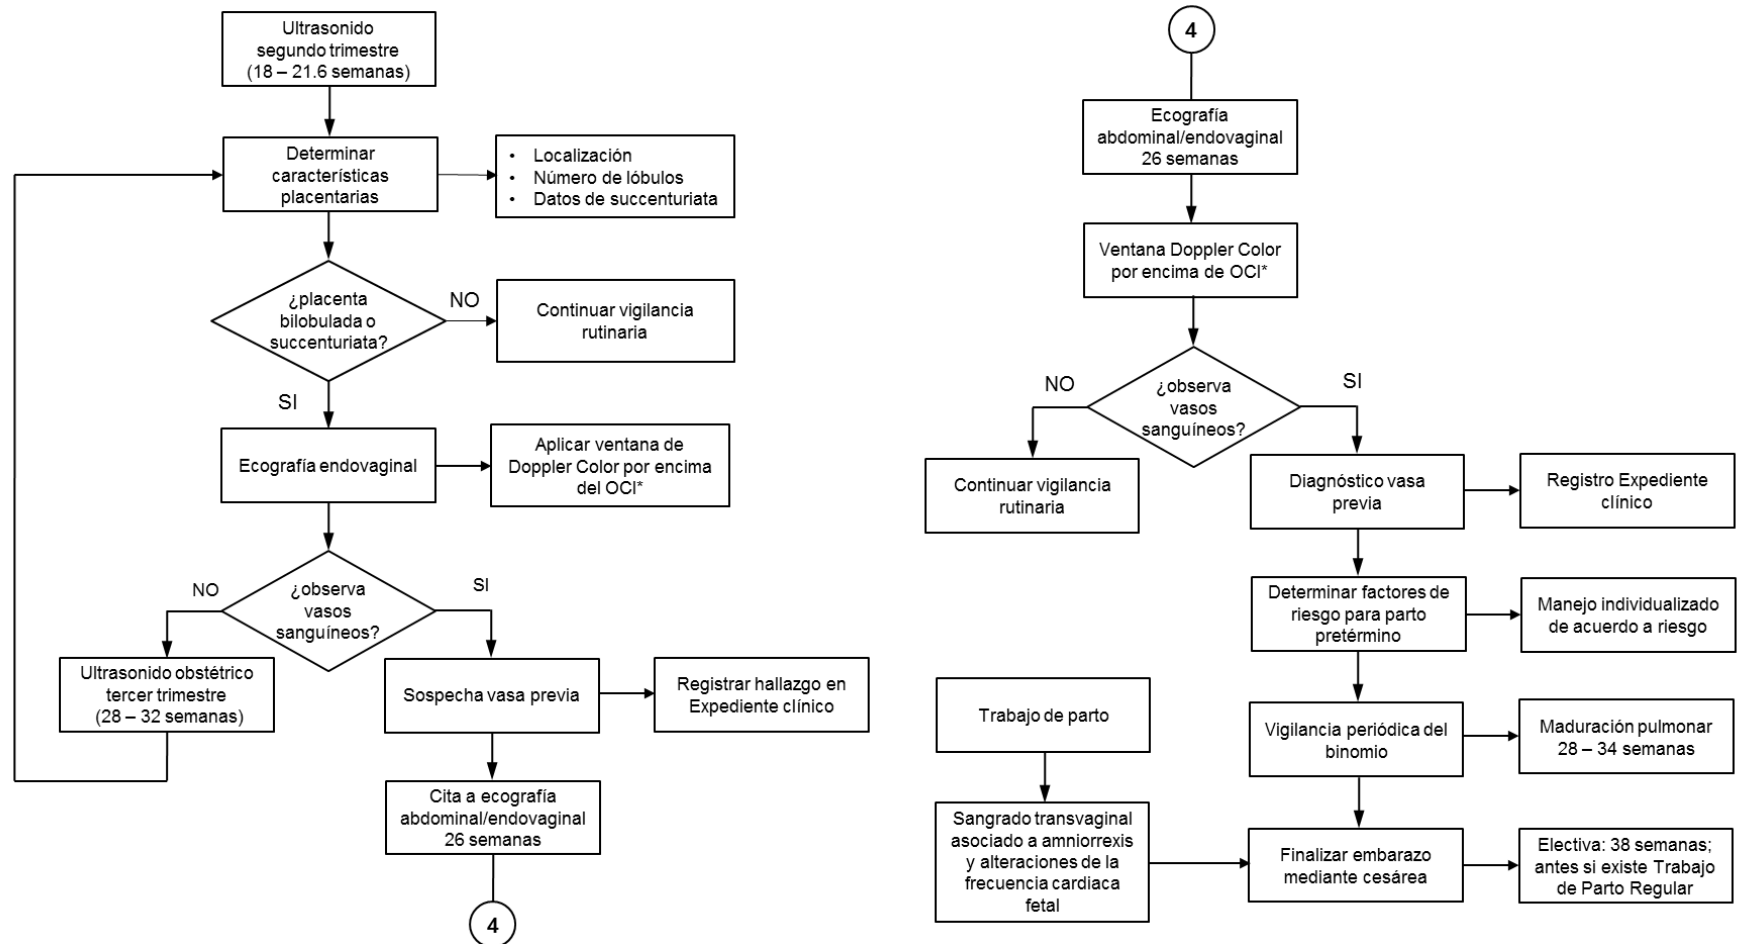 Ultrasonido
segundo trimestre
(18 – 21.6 semanas)
Determinar
características
placentarias
• Localización
• Número de lóbulos
• Datos de succenturiata
¿placenta
bilobulada o
succenturiata?
NO
Continuar vigilancia
rutinaria
SI
Ecografía endovaginal
Aplicar ventana de
Doppler Color por encima
del OCI*
¿observa
vasos
sanguíneos?
NO
SI
Ultrasonido obstétrico
tercer trimestre
(28 – 32 semanas)
Sospecha vasa previa
Registrar hallazgo en
Expediente clínico
Cita a ecografía
abdominal/endovaginal
26 semanas
4
4
Ecografía
abdominal/endovaginal
26 semanas
Ventana Doppler Color
por encima de OCI*
¿observa
vasos
sanguíneos?
NO
SI
Continuar vigilancia
rutinaria
Diagnóstico vasa
previa
Registro Expediente
clínico
Determinar factores de
riesgo para parto
pretérmino
Manejo individualizado
de acuerdo a riesgo
Trabajo de parto
Vigilancia periódica del
binomio
Maduración pulmonar
28 – 34 semanas
Sangrado transvaginal
asociado a amniorrexis
y alteraciones de la
frecuencia cardiaca
fetal
Finalizar embarazo
mediante cesárea
Electiva: 38 semanas;
antes si existe Trabajo
de Parto Regular